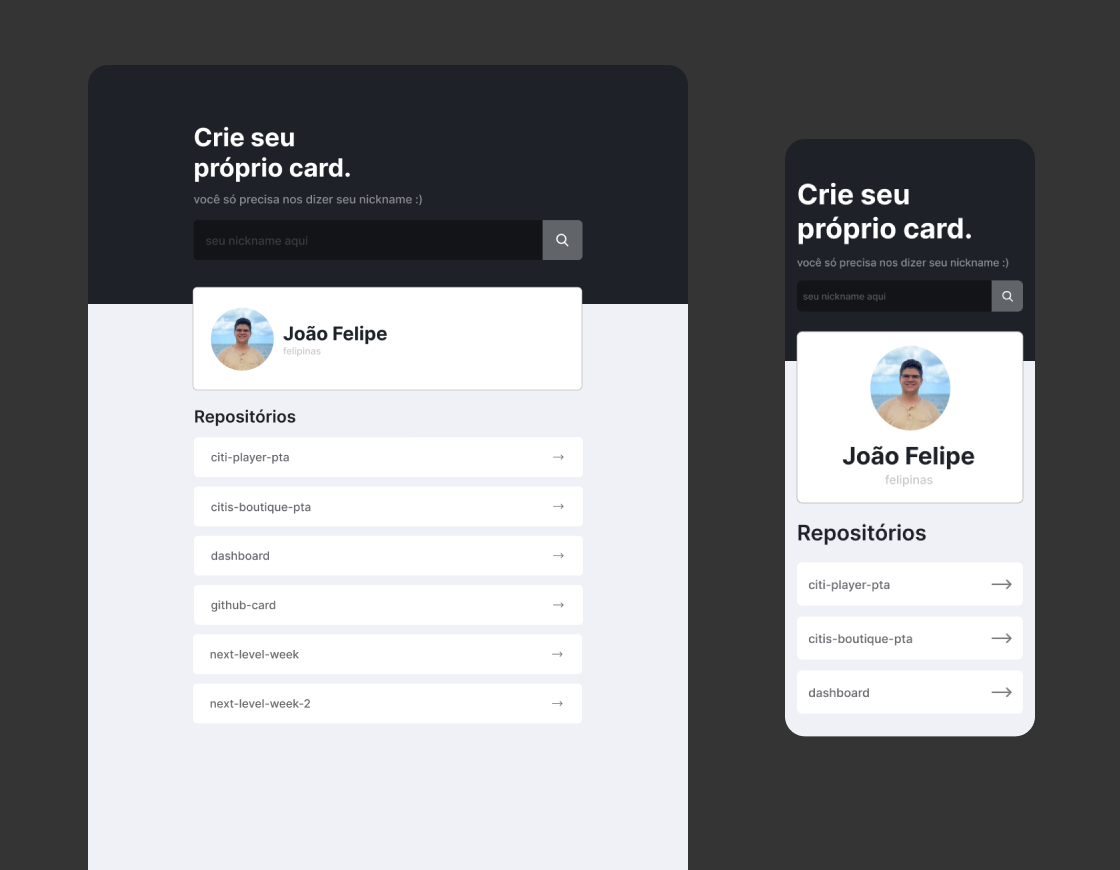 Crie seu
próprio card.
você só precisa nos dizer seu nickname :)
seu nickname aqui
João Felipe
felipinas
Repositórios
citi-player-pta
citis-boutique-pta
dashboard
github-card
next-level-week
next-level-week-2
Crie seu
próprio card.
você só precisa nos dizer seu nickname :)
seu nickname aqui
João Felipe
felipinas
Repositórios
citi-player-pta
citis-boutique-pta
dashboard